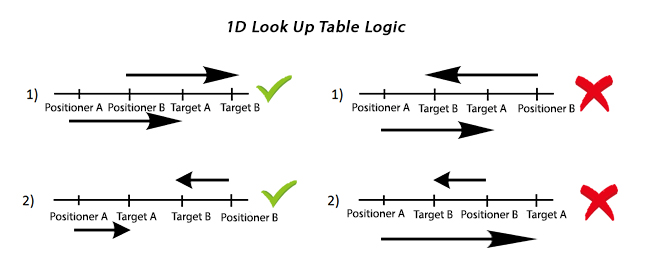 1D Look Up Table Logic
1)
Positioner A Positioner B Target A Target B
1)
Positioner A Target B Target A Positioner B
2)
Positioner A Target A Target B Positioner B
2)
Positioner A Target B Positioner B Target A